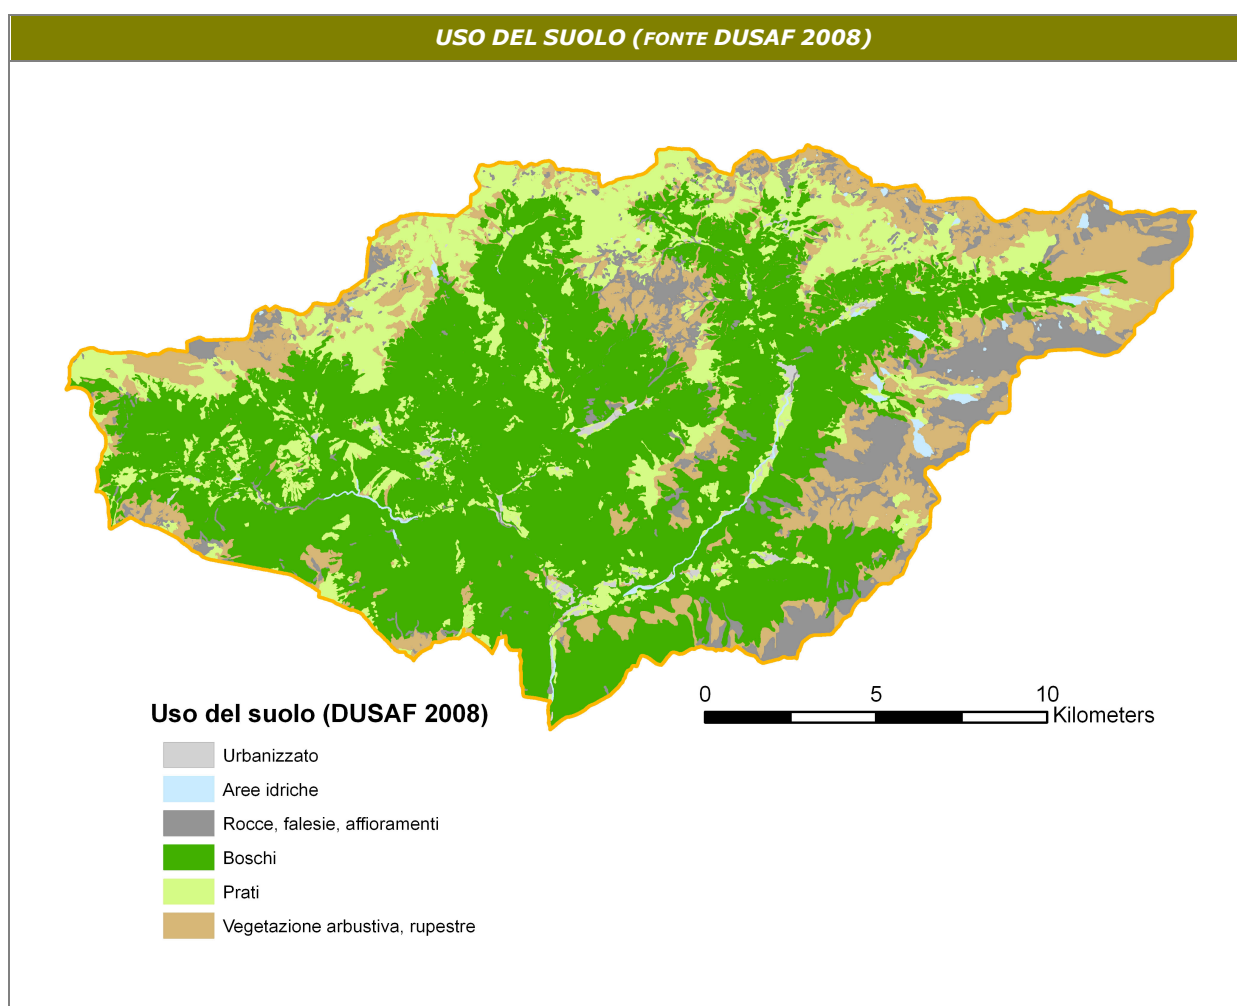 USO DEL SUOLO (FONTE DUSAF 2008)
0 5 10
Kilometers
Uso del suolo (DUSAF 2008)
Urbanizzato
Aree idriche
Rocce, falesie, affioramenti
Boschi
Prati
Vegetazione arbustiva, rupestre